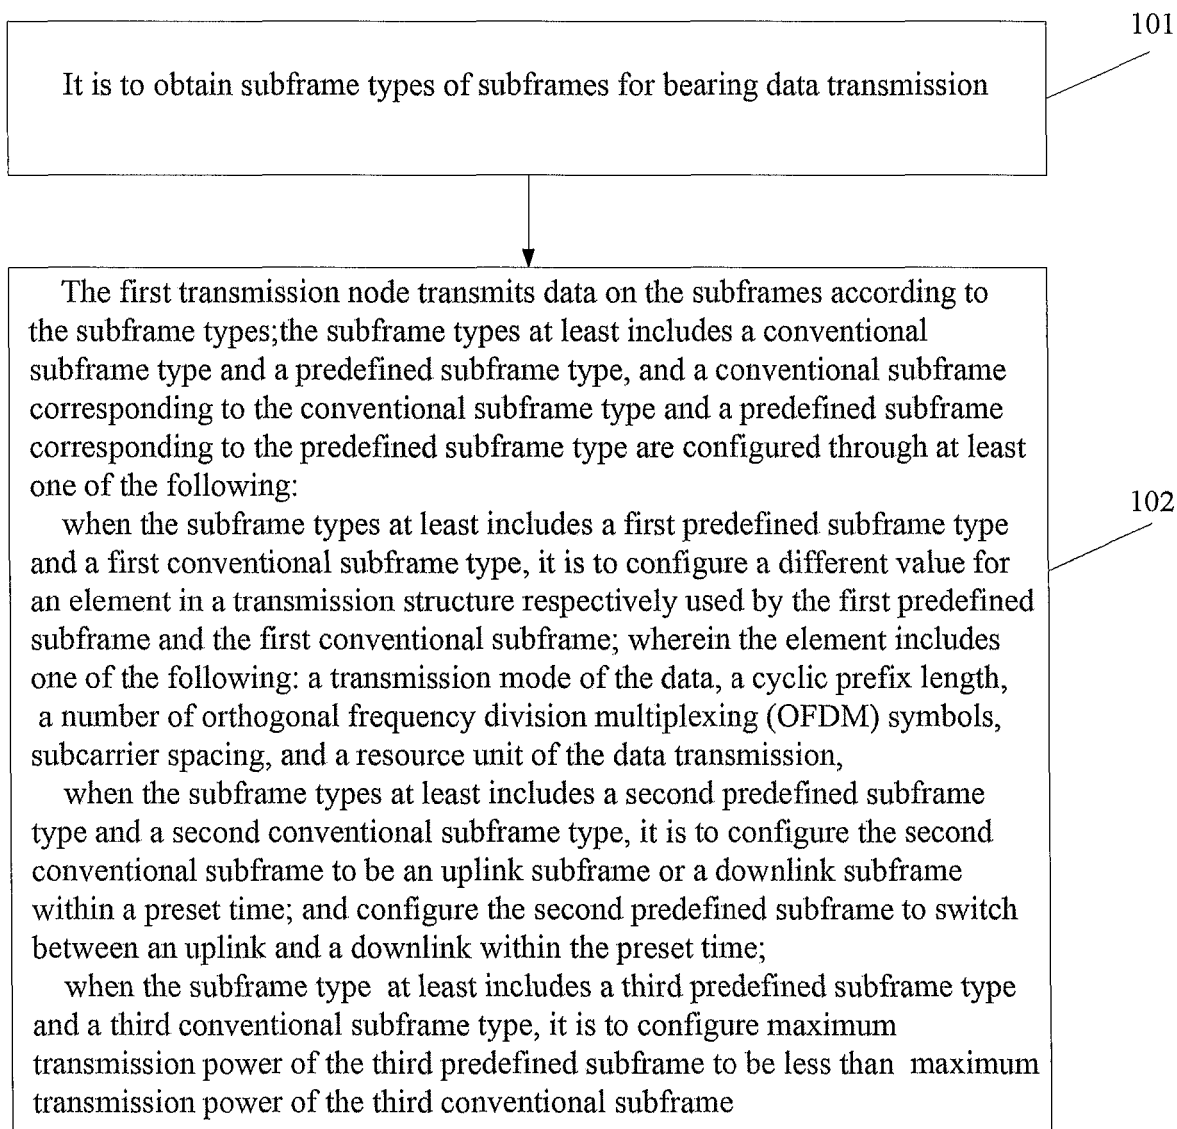 101
It is to obtain subframe types of subframes for bearing data transmission
The first transmission node transmits data on the subframes according to
the subframe types;the subframe types at least includes a conventional
subframe type and a predefined subframe type, and a conventional subframe
corresponding to the conventional subframe type and a predefined subframe
corresponding to the predefined subframe type are configured through at least
one of the following:
when the subframe types at least includes a first predefined subframe type
and a first conventional subframe type, it is to configure a different value for
an element in a transmission structure respectively used by the first predefined
subframe and the first conventional subframe; wherein the element includes
one of the following: a transmission mode of the data, a cyclic prefix length,
a number of orthogonal frequency division multiplexing (OFDM) symbols,
subcarrier spacing, and a resource unit of the data transmission,
when the subframe types at least includes a second predefined subframe
type and a second conventional subframe type, it is to configure the second
conventional subframe to be an uplink subframe or a downlink subframe
within a preset time; and configure the second predefined subframe to switch
between an uplink and a downlink within the preset time;
when the subframe type at least includes a third predefined subframe type
and a third conventional subframe type, it is to configure maximum
transmission power of the third predefined subframe to be less than maximum
transmission power of the third conventional subframe
102